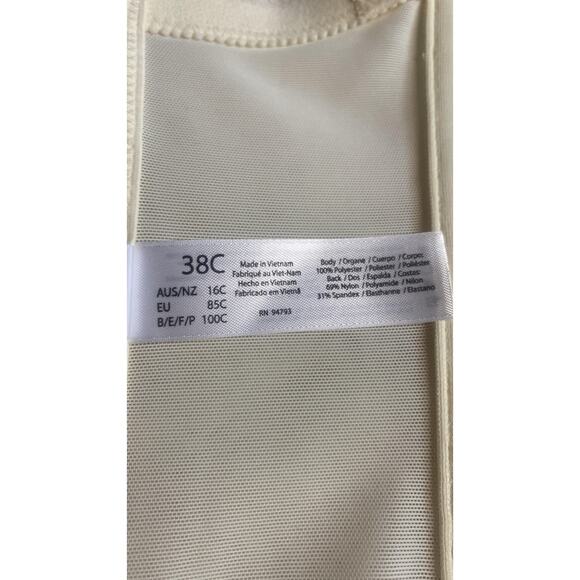 38C
AUS/NZ 16C
EU 85C
B/E/F/P 100C
Made in Vietnam
Fabriqué au Viet-Nam
Hecho en Vietnam
Fabricado em Vietnã
RN 94793
Body / Organe / Cuerpo / Corpo:
100% Polyester / Poliester / Poliéster
Back / Dos / Espalda / Costas:
69% Nylon / Polyamide / Nilon,
31% Spandex / Elasthanne / Elastano